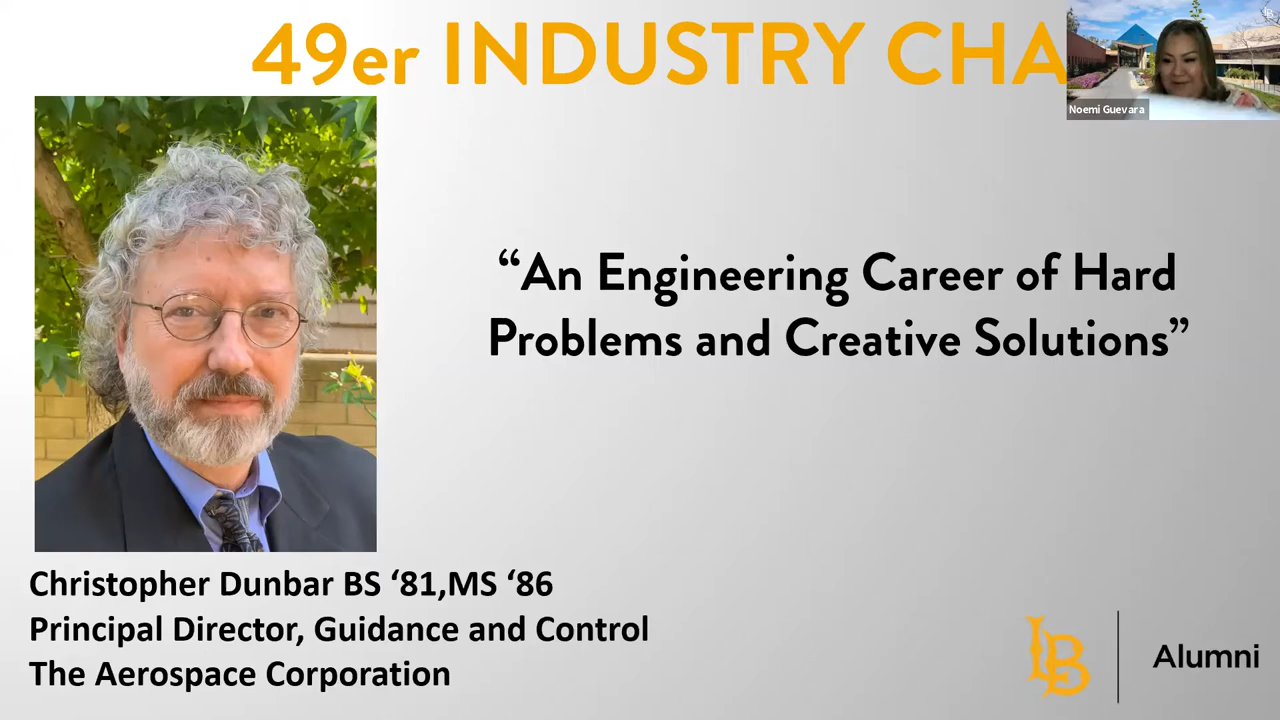 49er INDUSTRY CHA
Noemi Guevara
“An Engineering Career of Hard
Problems and Creative Solutions”
Christopher Dunbar BS ‘81,MS ‘86
Principal Director, Guidance and Control
The Aerospace Corporation
LB
Alumni